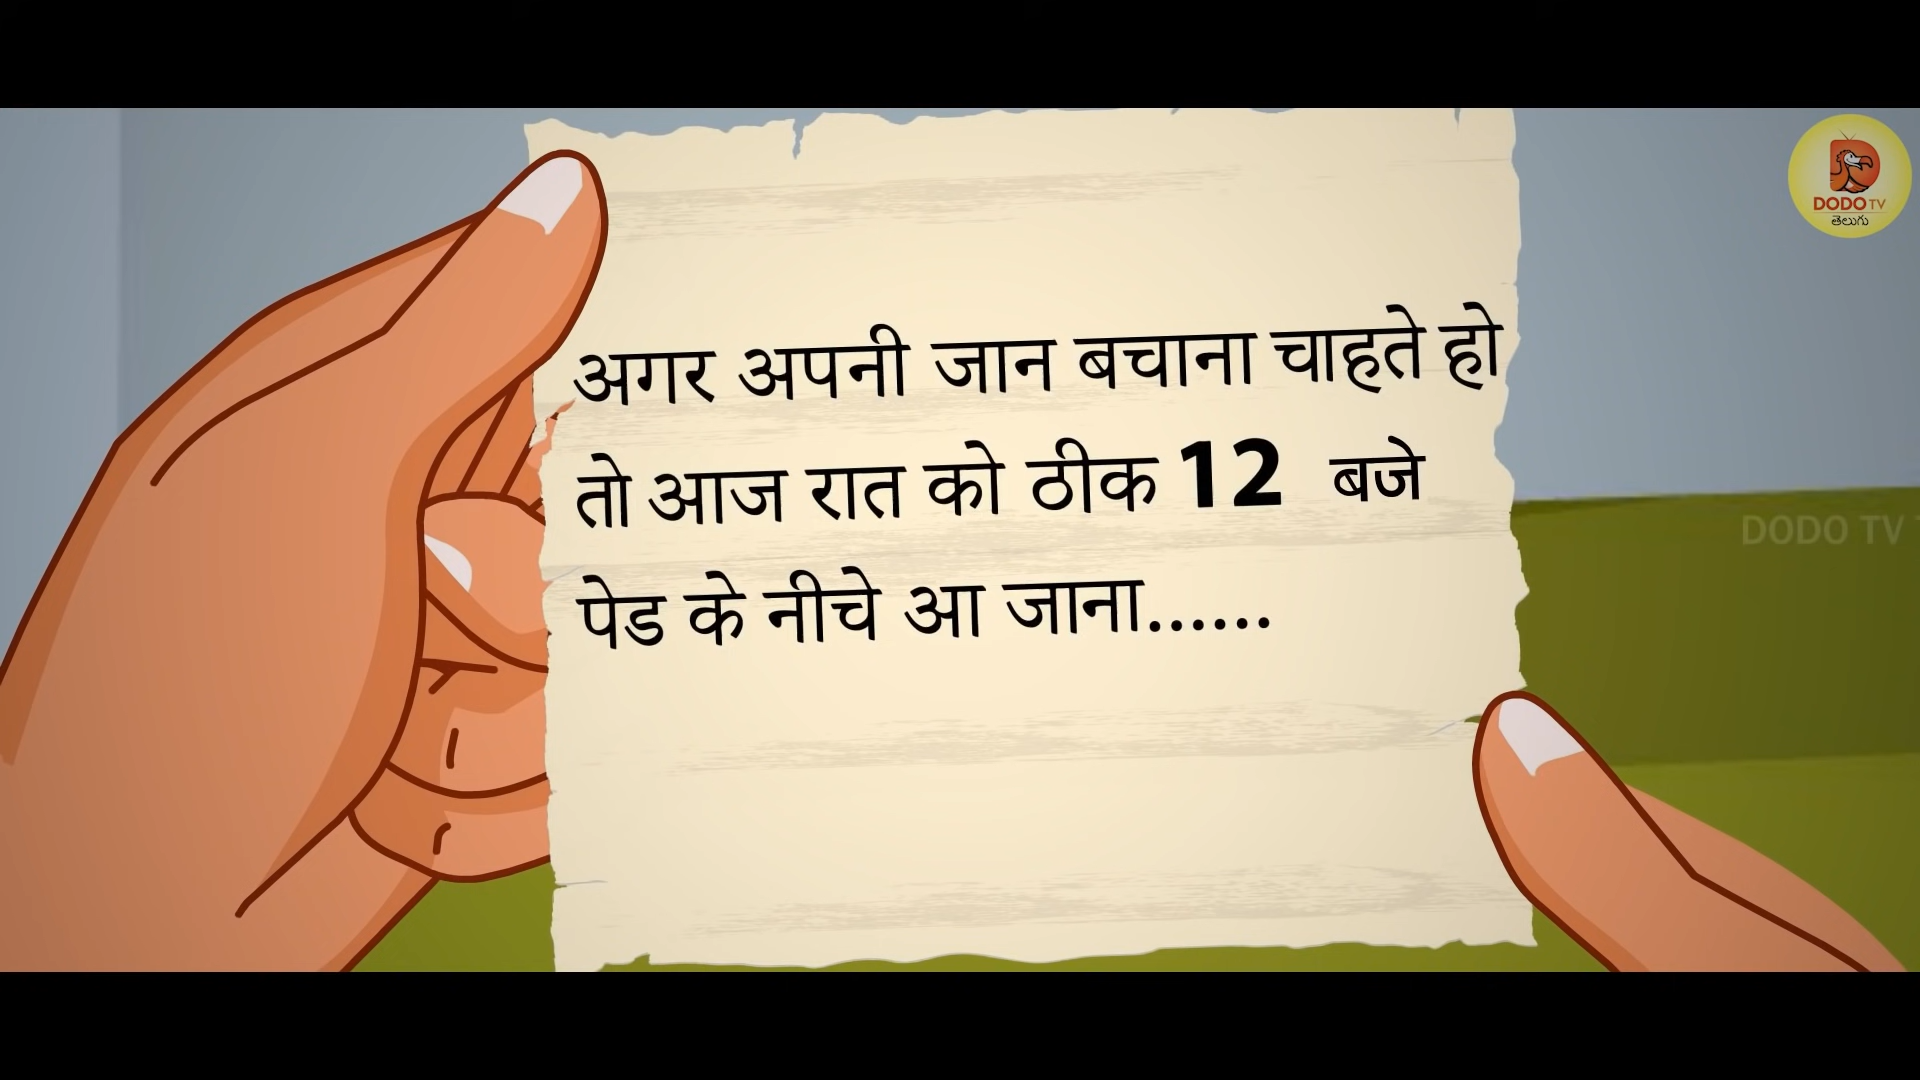 अगर अपनी जान बचाना चाहते हो
तो आज रात को ठीक 12 बजे
पेड के नीचे आ जाना......
DODO TV
తెలుగు
DODO TV